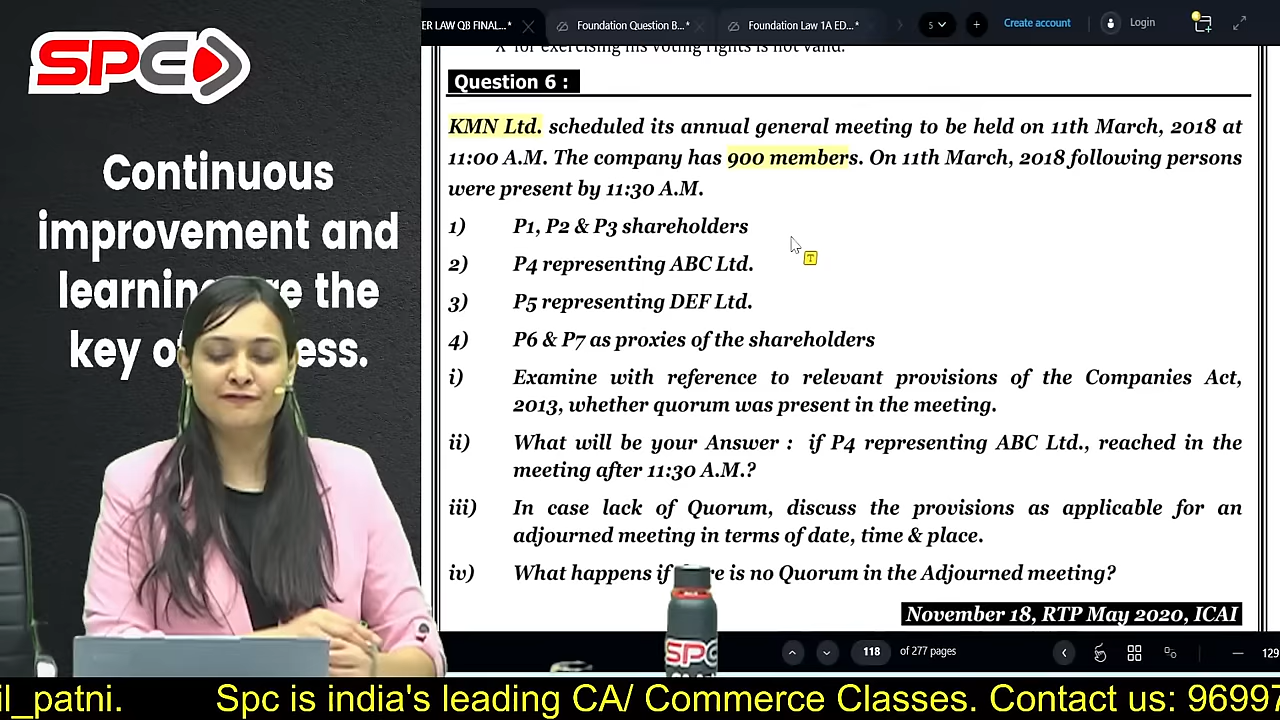 SPC
Continuous
improvement and
the
key
ess.
ER LAW QB FINAL...*
Foundation Question B...*
Foundation Law 1A ED...*
5
Create account
Login
X for exercising his voting rights is not valid.
Question 6 :
KMN Ltd. scheduled its annual general meeting to be held on 11th March, 2018 at
11:00 A.M. The company has 900 members. On 11th March, 2018 following persons
were present by 11:30 A.M.
1) P1, P2 & P3 shareholders
2) P4 representing ABC Ltd.
3) P5 representing DEF Ltd.
4) P6 & P7 as proxies of the shareholders
i) Examine with reference to relevant provisions of the Companies Act,
2013, whether quorum was present in the meeting.
ii) What will be your Answer : if P4 representing ABC Ltd., reached in the
meeting after 11:30 A.M.?
iii) In case lack of Quorum, discuss the provisions as applicable for an
adjourned meeting in terms of date, time & place.
iv) What happens if re is no Quorum in the Adjourned meeting?
November 18, RTP May 2020, ICAI
118 of 277 pages
129
SPC
il_patni. Spc is india's leading CA/ Commerce Classes. Contact us: 96997